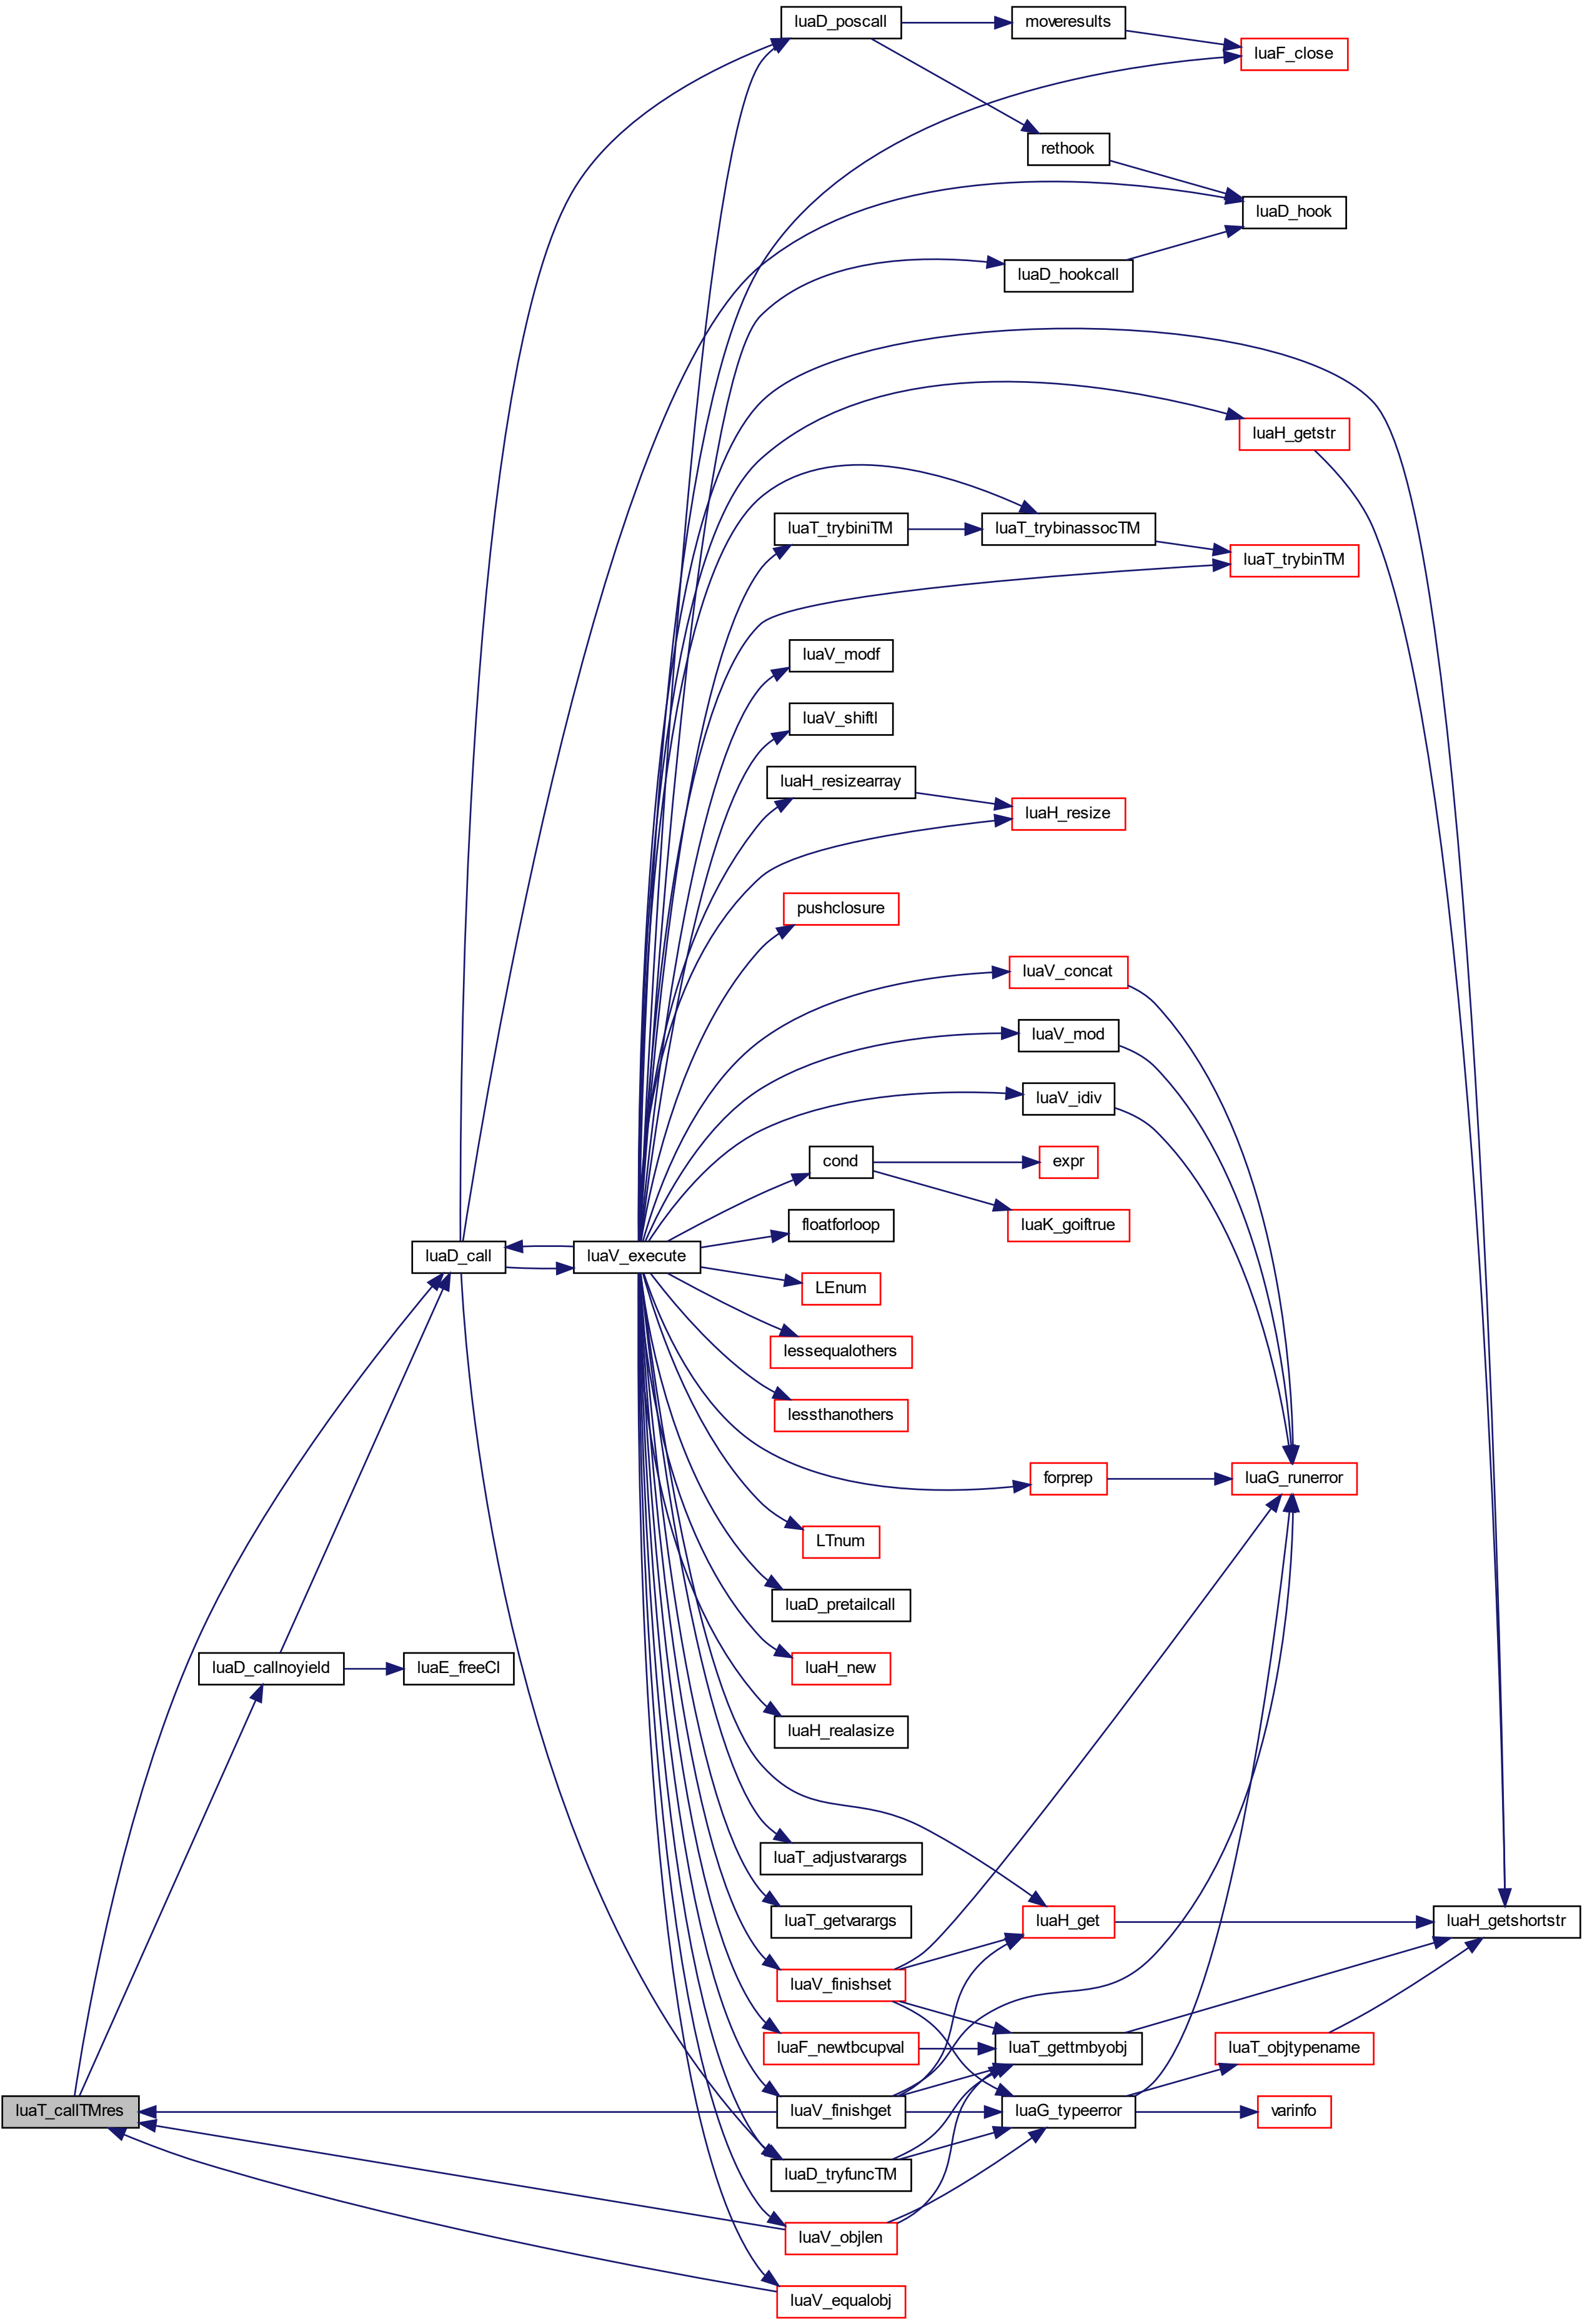 luaD_poscall
moveresults
luaF_close
rethook
luaD_hook
luaD_hookcall
luaH_getstr
luaT_trybiniTM
luaT_trybinassocTM
luaT_trybinTM
luaV_modf
luaV_shiftl
luaH_resizearray
luaH_resize
pushclosure
luaV_concat
luaV_mod
luaV_idiv
cond
expr
luaK_goiftrue
floatforloop
luaD_call
luaV_execute
LEnum
lessequalothers
lessthanothers
forprep
luaG_runerror
LTnum
luaD_pretailcall
luaD_callnoyield
luaE_freeCI
luaH_new
luaH_realasize
luaT_adjustvarargs
luaT_getvarargs
luaH_get
luaH_getshortstr
luaV_finishset
luaF_newtbcupval
luaT_gettmbyobj
luaT_objtypename
luaT_callTMres
luaV_finishget
luaG_typeerror
varinfo
luaD_tryfuncTM
luaV_objlen
luaV_equalobj